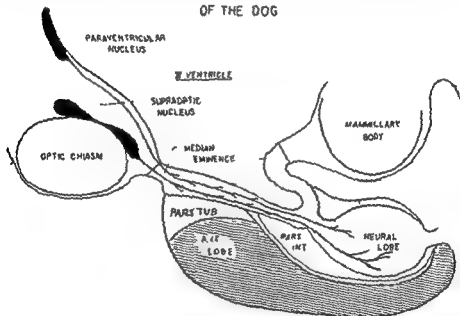 OF THE DOG
PARAVENTRICULAR
NUCLEUS
III VENTRICLE
SUPRAOPTIC
NUCLEUS
MAMMILLARY
BODY
OPTIC CHIASM
MEDIAN
EMINENCE
PARS TUB
LOBE
PARS
INT
NEURAL
LOBE